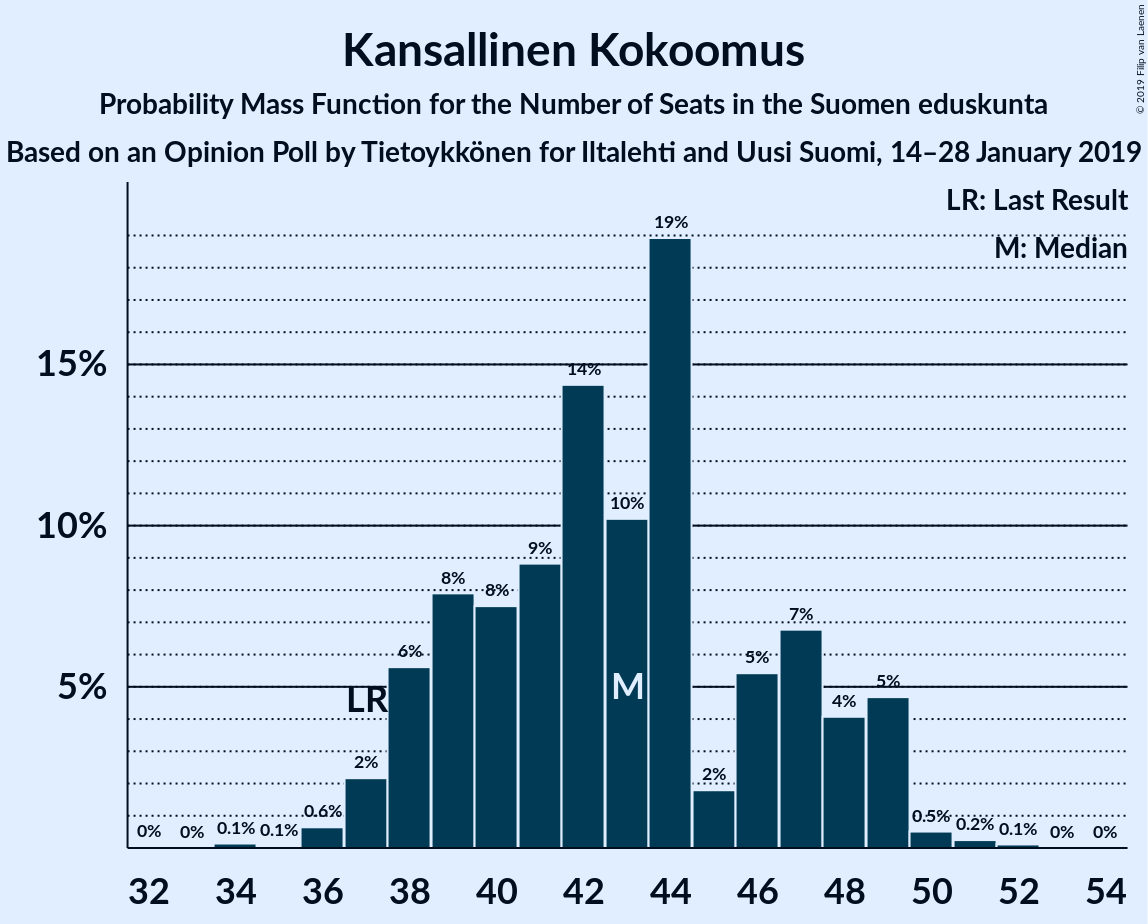 Kansallinen Kokoomus
Probability Mass Function for the Number of Seats in the Suomen eduskunta
Based on an Opinion Poll by Tietoykkönen for Iltalehti and Uusi Suomi, 14–28 January 2019
© 2019 Filip van Laenen
LR: Last Result
M: Median
15%
10%
5%
0% 0% 0.1% 0.1% 0.6% 2% 6% 8% 8% 9% 14% 10% 19% 2% 5% 7% 4% 5% 0.5% 0.2% 0.1% 0% 0%
LR M
32 34 36 38 40 42 44 46 48 50 52 54